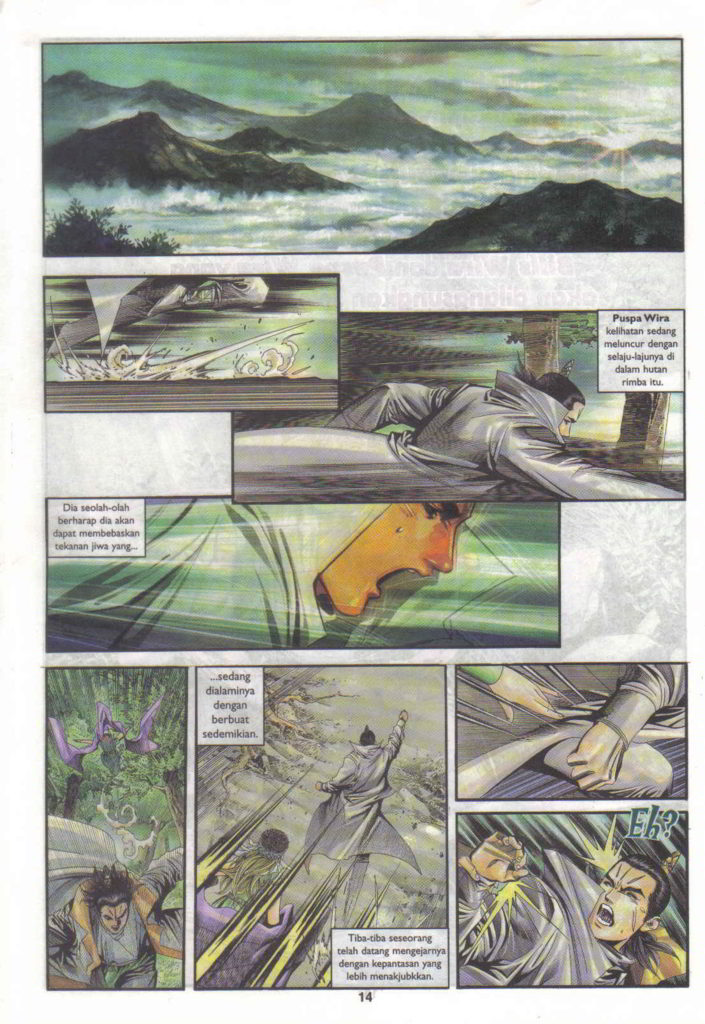 Puspa Wira
kelihatan sedang
meluncur dengan
selaju-lajunya di
dalam hutan
rimba itu.
Dia seolah-olah
berharap dia akan
dapat membebaskan
tekanan jiwa yang...
...sedang
dialaminya
dengan
berbuat
sedemikian.
Tiba-tiba seseorang
telah datang mengejarnya
dengan kepantasan yang
lebih menakjubkkan.
Eh?
14